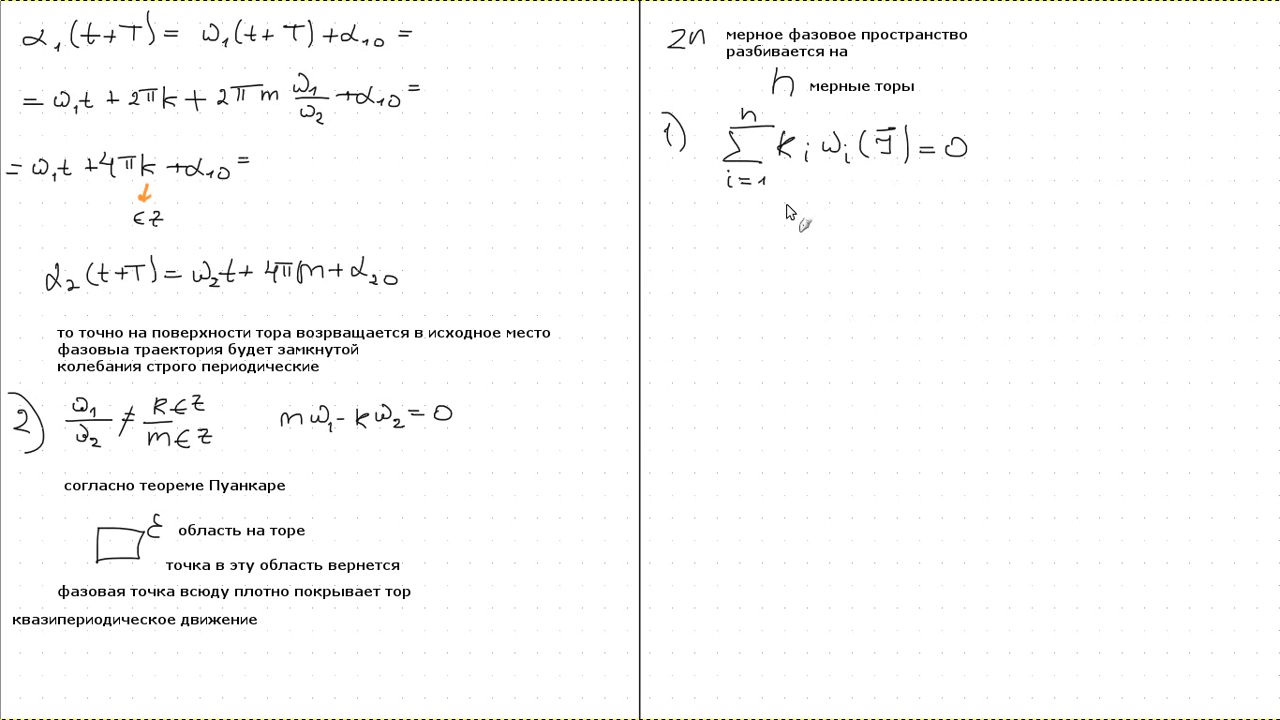 α₁(t+T) = ω₁(t+T)+α₁₀ =
= ω₁t + 2πk + 2πm ω₁/ω₂ + α₁₀ =
= ω₁t + 4πk + α₁₀ =
∈ Z
α₂(t+T) = ω₂t + 4πm + α₂₀
то точно на поверхности тора возрващается в исходное место
фазовыа траектория будет замкнутой
колебания строго периодические
2) ω₁/ω₂ ≠ k∈Z/m∈Z mω₁ - kω₂ = 0
согласно теореме Пуанкаре
ε область на торе
точка в эту область вернется
фазовая точка всюду плотно покрывает тор
квазипериодическое движение
2n мерное фазовое пространство
разбивается на
n мерные торы
1) ∑ᵢ₌₁ⁿ kᵢ ωᵢ(J̄) = 0